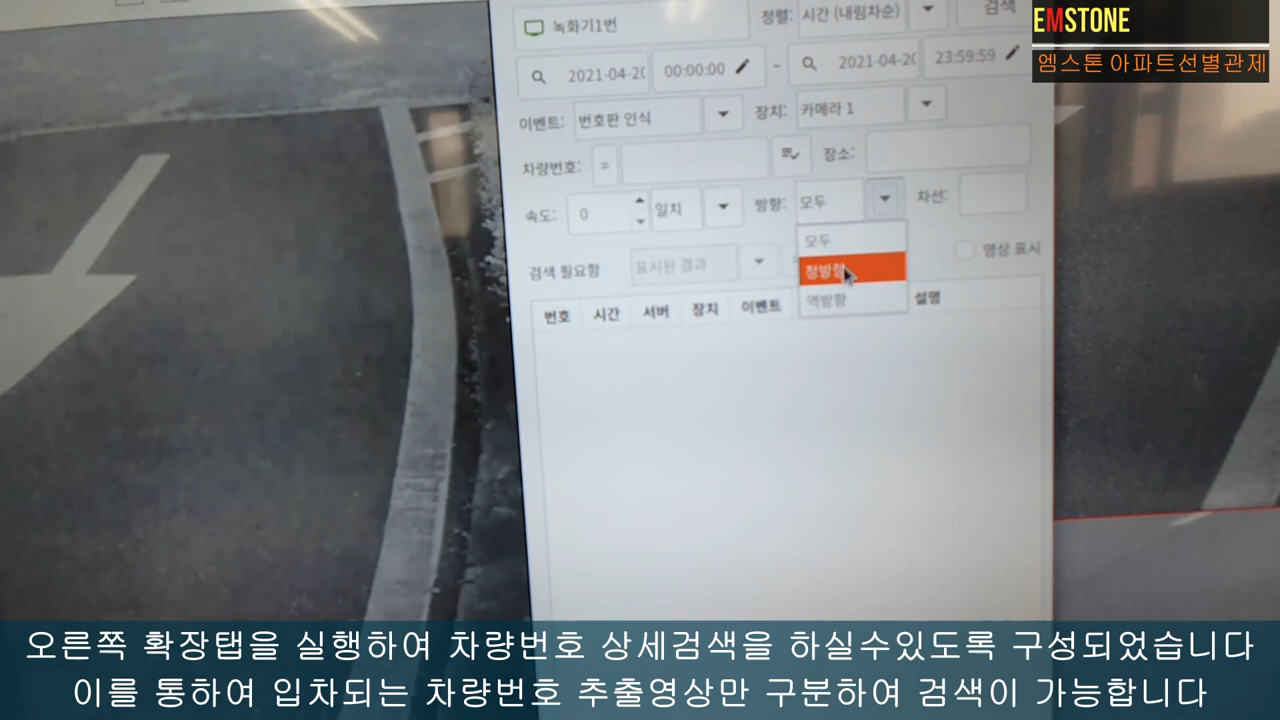 EMSTONE
엠스톤 아파트선별관제
녹화기1번
정렬: 시간 (내림차순) 검색
2021-04-20 00:00:00 ~ 2021-04-20 23:59:59
이벤트: 번호판 인식 장치: 카메라 1
차량번호: = 장소:
속도: 0 일치 방향: 모두 차선:
모두
정방향
역방향
검색 필요함 표시된 결과 영상 표시
번호 시간 서버 장치 이벤트 설명
오른쪽 확장탭을 실행하여 차량번호 상세검색을 하실수있도록 구성되었습니다
이를 통하여 입차되는 차량번호 추출영상만 구분하여 검색이 가능합니다